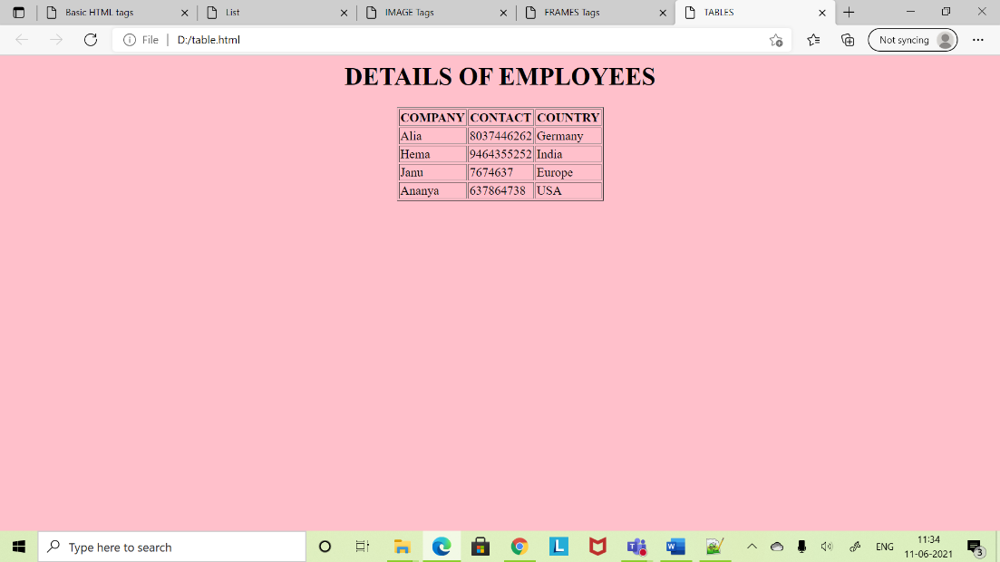 Basic HTML tags List IMAGE Tags FRAMES Tags TABLES
File D:/table.html Not syncing
DETAILS OF EMPLOYEES
COMPANY CONTACT COUNTRY
Alia 8037446262 Germany
Hema 9464355252 India
Janu 7674637 Europe
Ananya 637864738 USA
Type here to search ENG 11:34
11-06-2021 3